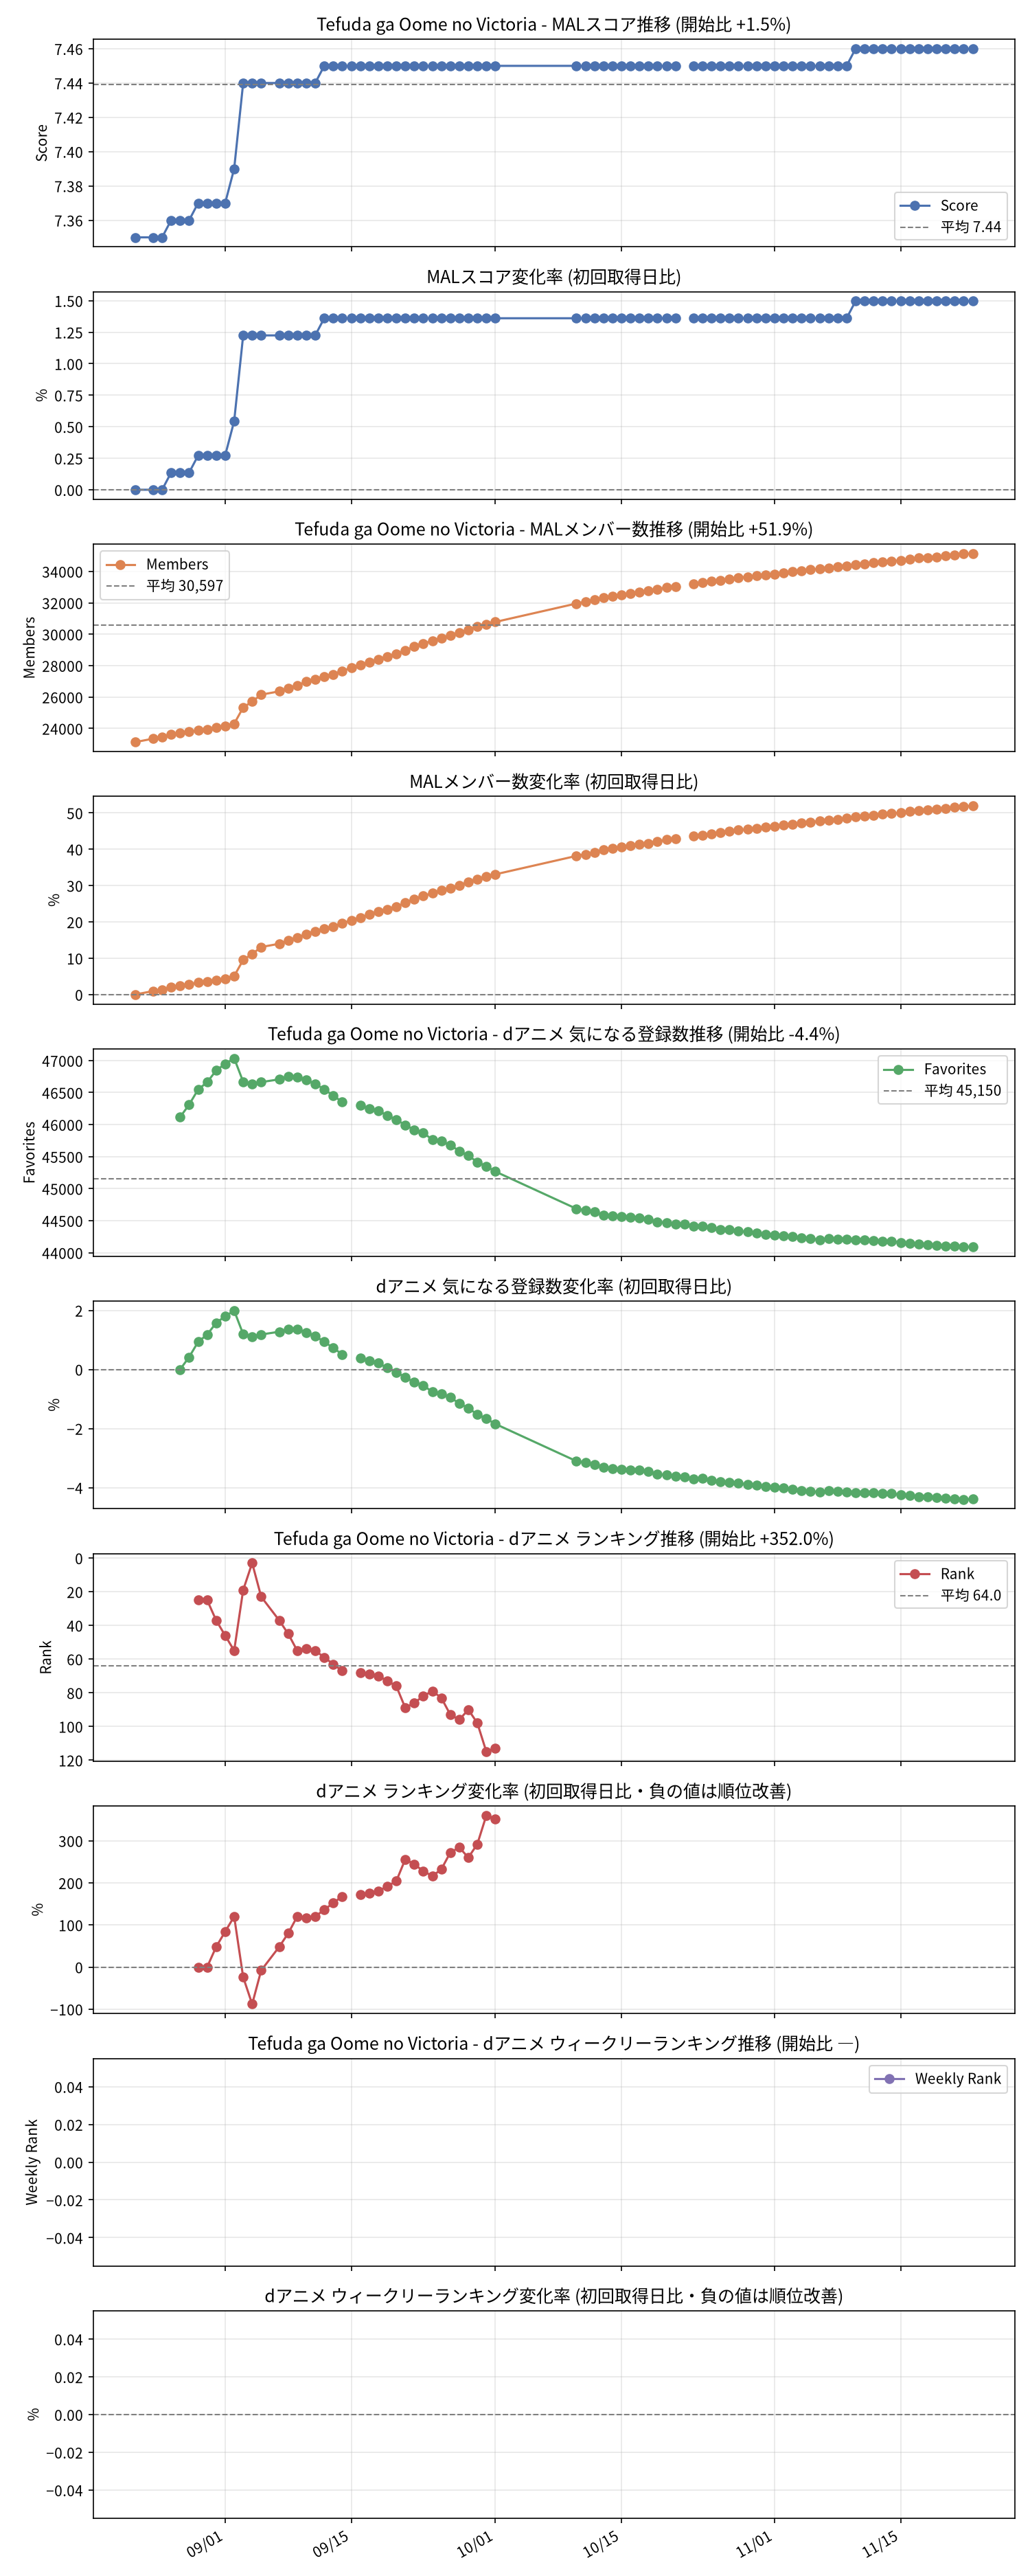 Tefuda ga Oome no Victoria - MALスコア推移 (開始比 +1.5%)
7.46
7.44
7.42
7.40
7.38
7.36
Score
Score
平均 7.44
MALスコア変化率 (初回取得日比)
1.50
1.25
1.00
0.75
0.50
0.25
0.00
%
Tefuda ga Oome no Victoria - MALメンバー数推移 (開始比 +51.9%)
34000
32000
30000
28000
26000
24000
Members
Members
平均 30,597
MALメンバー数変化率 (初回取得日比)
50
40
30
20
10
0
%
Tefuda ga Oome no Victoria - dアニメ 気になる登録数推移 (開始比 -4.4%)
47000
46500
46000
45500
45000
44500
44000
Favorites
Favorites
平均 45,150
dアニメ 気になる登録数変化率 (初回取得日比)
2
0
−2
−4
%
Tefuda ga Oome no Victoria - dアニメ ランキング推移 (開始比 +352.0%)
0
20
40
60
80
100
120
Rank
Rank
平均 64.0
dアニメ ランキング変化率 (初回取得日比・負の値は順位改善)
300
200
100
0
−100
%
Tefuda ga Oome no Victoria - dアニメ ウィークリーランキング推移 (開始比 —)
0.04
0.02
0.00
−0.02
−0.04
Weekly Rank
Weekly Rank
dアニメ ウィークリーランキング変化率 (初回取得日比・負の値は順位改善)
0.04
0.02
0.00
−0.02
−0.04
%
09/01
09/15
10/01
10/15
11/01
11/15